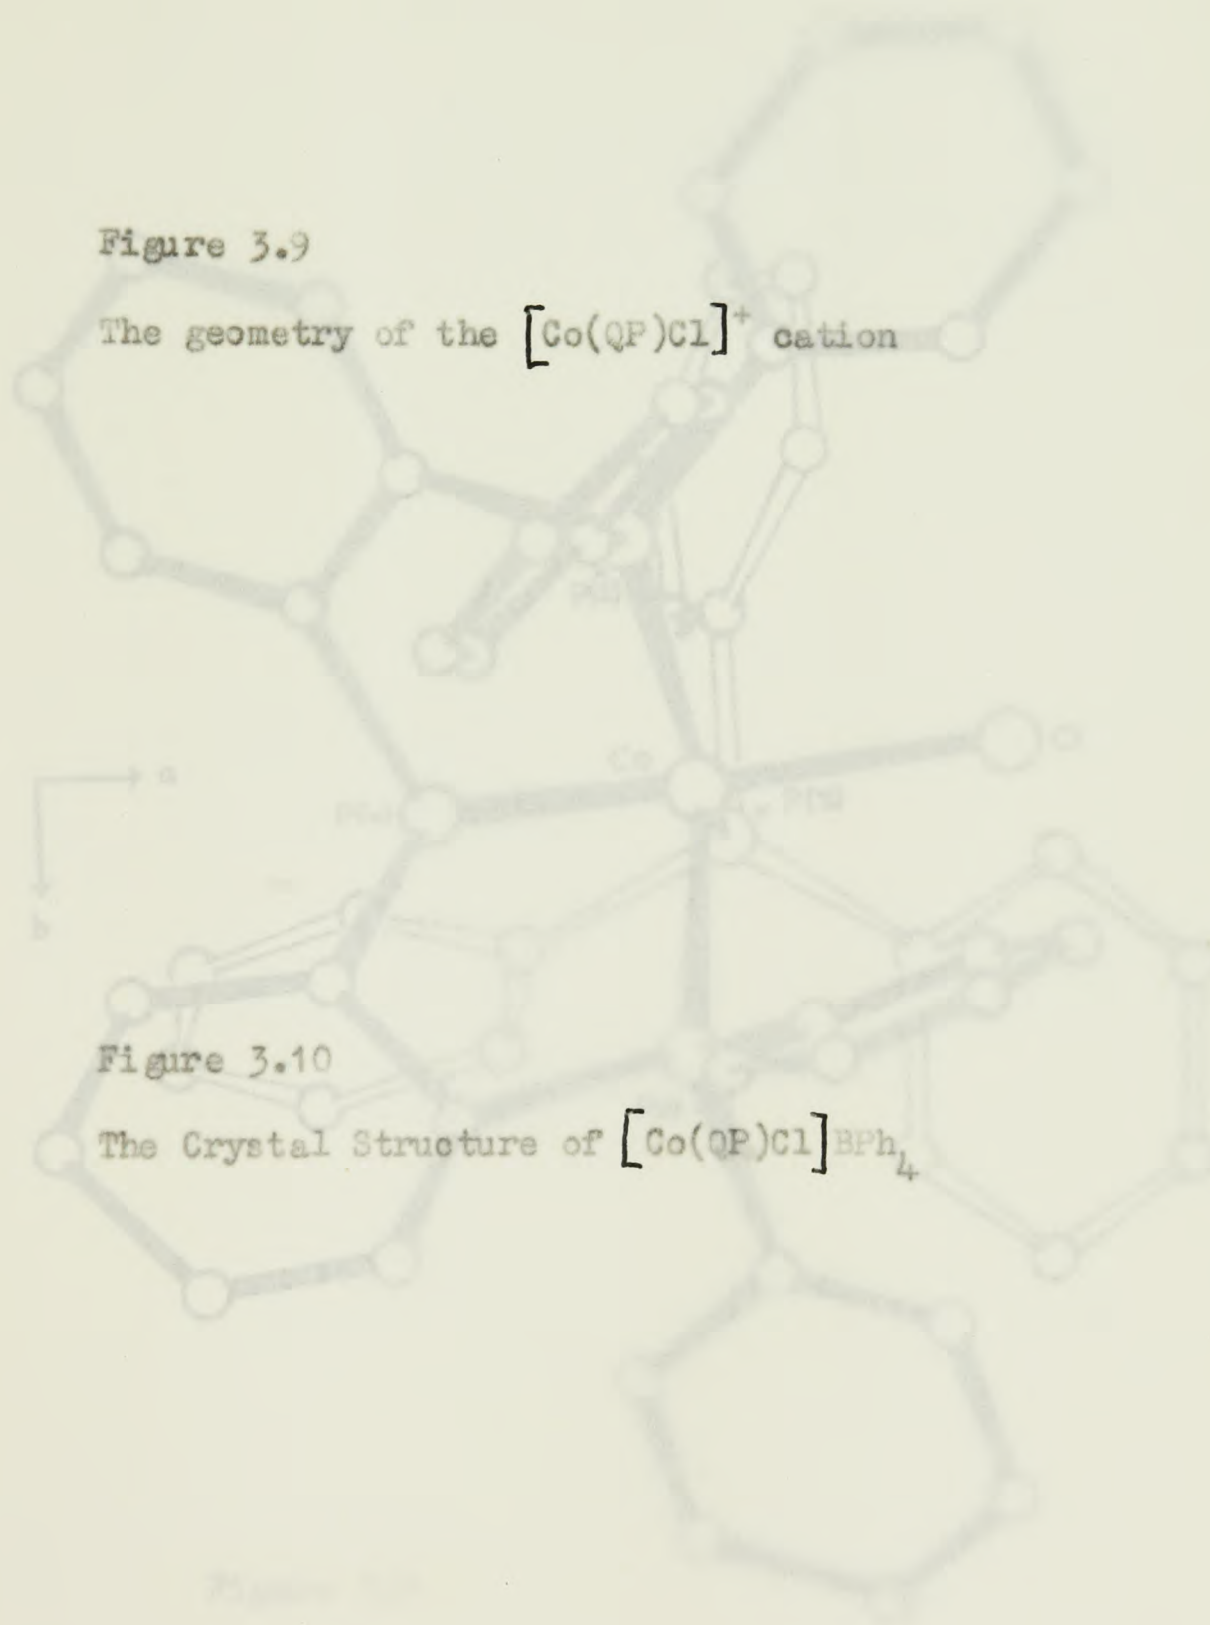 Figure 3.9
The geometry of the [Co(QP)Cl]⁺ cation
Co
a
b
Figure 3.10
The Crystal Structure of [Co(QP)Cl]BPh₄